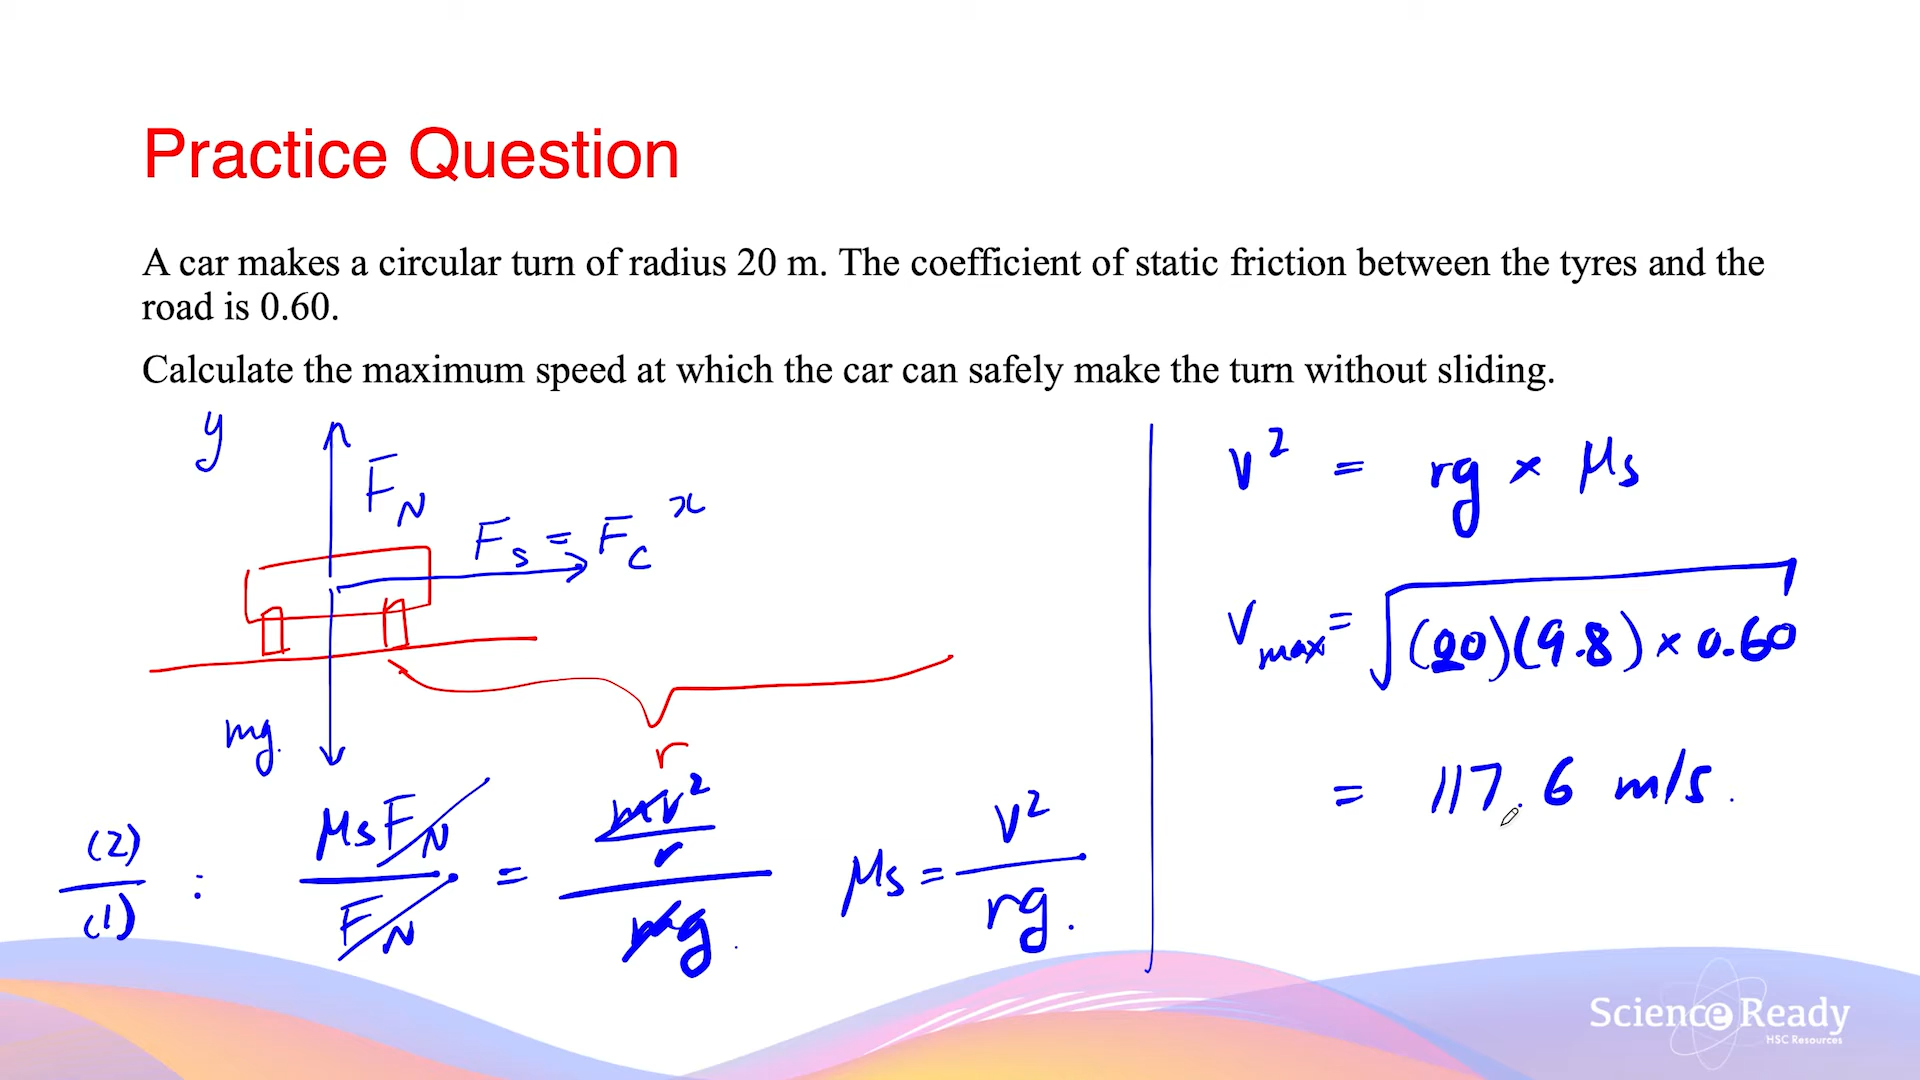 Practice Question
A car makes a circular turn of radius 20 m. The coefficient of static friction between the tyres and the
road is 0.60.
Calculate the maximum speed at which the car can safely make the turn without sliding.
y
F_N
F_s = F_c
x
mg.
r
(2)/(1) : μs F_N / F_N = (mv²/r) / mg.
μs = v² / rg.
v² = rg × μs
v_max = √(20)(9.8) × 0.60
= 117.6 m/s.
Science Ready
HSC Resources